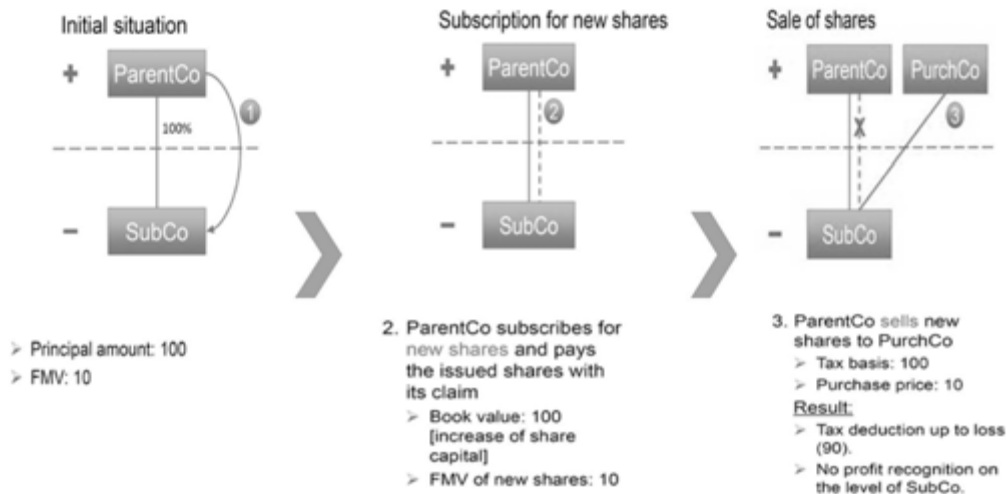 Initial situation
+
ParentCo
1
100%
-
SubCo
> Principal amount: 100
> FMV: 10
Subscription for new shares
+
ParentCo
2
-
SubCo
2. ParentCo subscribes for
new shares and pays
the issued shares with
its claim
> Book value: 100
[increase of share
capital]
> FMV of new shares: 10
Sale of shares
+
ParentCo
PurchCo
X
3
-
SubCo
3. ParentCo sells new
shares to PurchCo
> Tax basis: 100
> Purchase price: 10
Result:
> Tax deduction up to loss
(90).
> No profit recognition on
the level of SubCo.